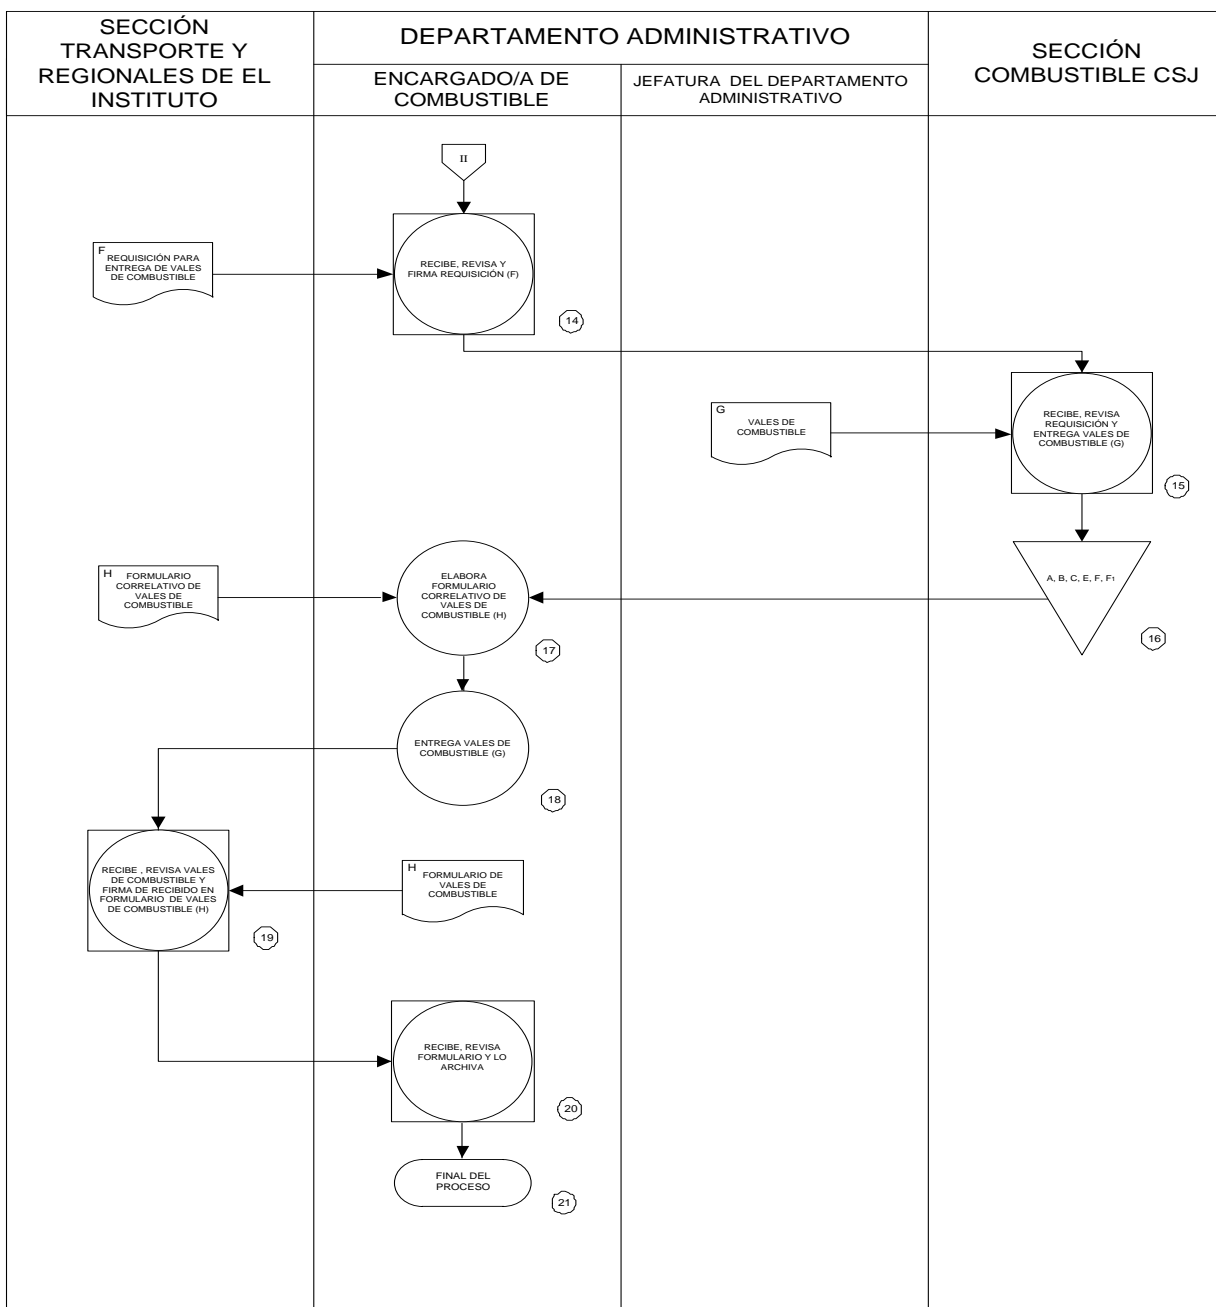 SECCIÓN
TRANSPORTE Y
REGIONALES DE EL
INSTITUTO
DEPARTAMENTO ADMINISTRATIVO
ENCARGADO/A DE
COMBUSTIBLE
JEFATURA DEL DEPARTAMENTO
ADMINISTRATIVO
SECCIÓN
COMBUSTIBLE CSJ
II
F
REQUISICIÓN PARA
ENTREGA DE VALES
DE COMBUSTIBLE
RECIBE, REVISA Y
FIRMA REQUISICIÓN (F)
14
G
VALES DE
COMBUSTIBLE
RECIBE, REVISA
REQUISICIÓN Y
ENTREGA VALES DE
COMBUSTIBLE (G)
15
A, B, C, E, F, F1
16
H
FORMULARIO
CORRELATIVO DE
VALES DE
COMBUSTIBLE
ELABORA
FORMULARIO
CORRELATIVO DE
VALES DE
COMBUSTIBLE (H)
17
ENTREGA VALES DE
COMBUSTIBLE (G)
18
RECIBE , REVISA VALES
DE COMBUSTIBLE Y
FIRMA DE RECIBIDO EN
FORMULARIO DE VALES
DE COMBUSTIBLE (H)
19
H
FORMULARIO DE
VALES DE
COMBUSTIBLE
RECIBE, REVISA
FORMULARIO Y LO
ARCHIVA
20
FINAL DEL
PROCESO
21